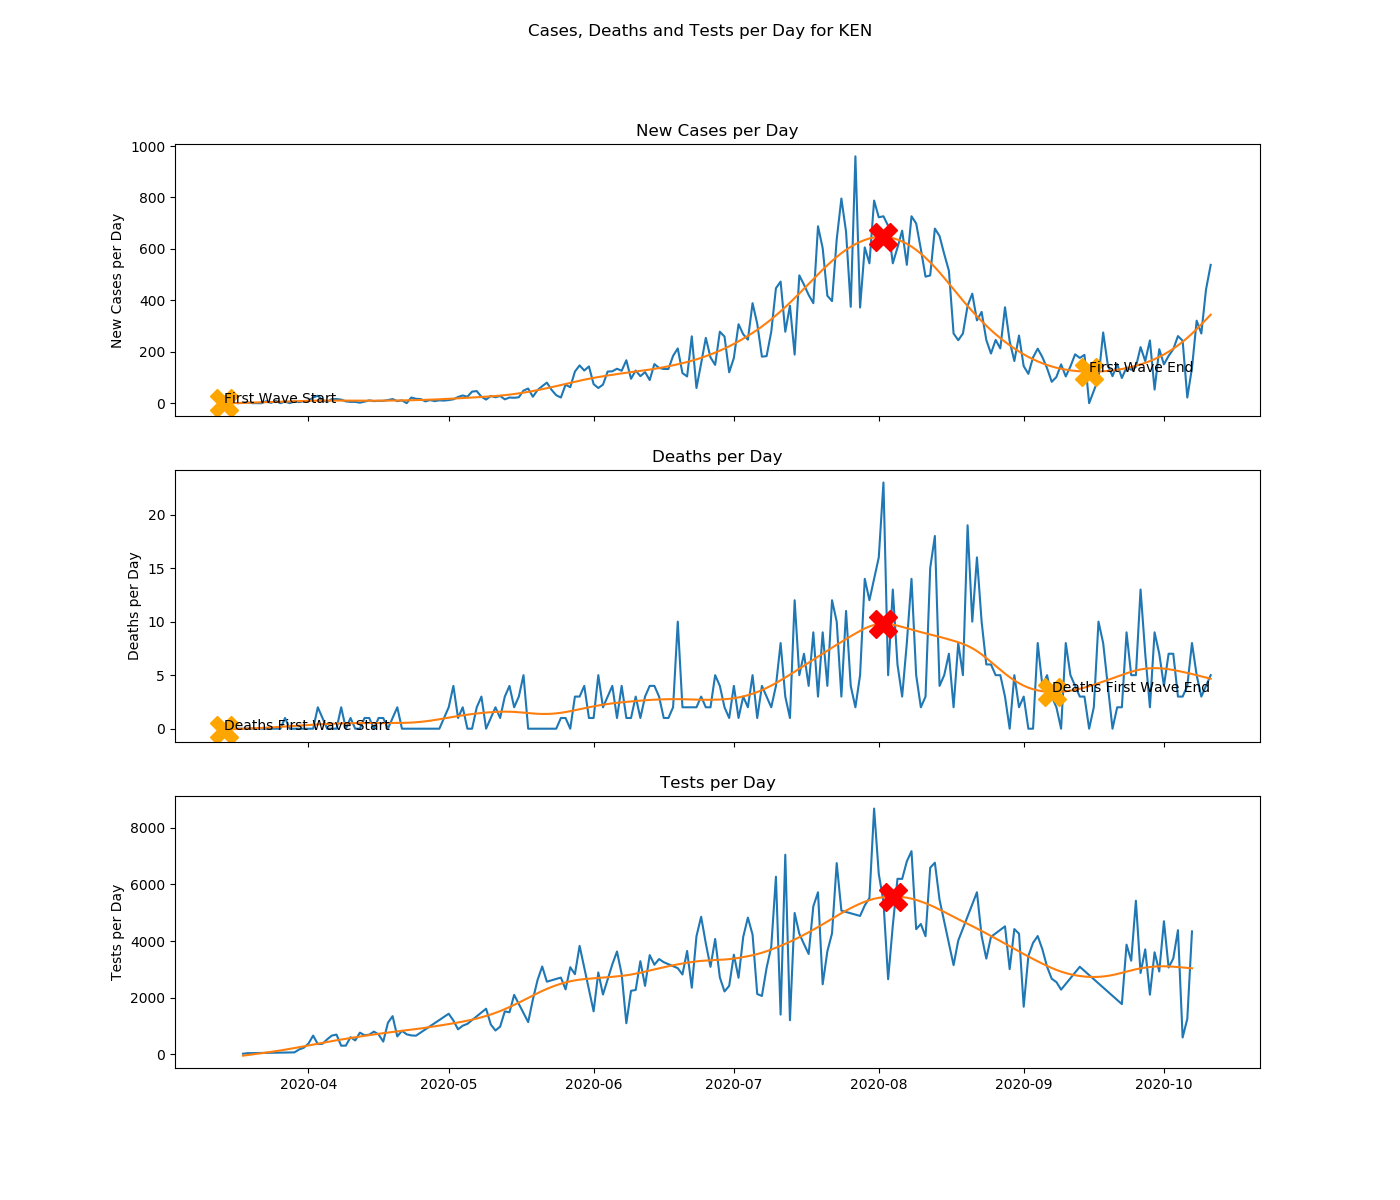 Cases, Deaths and Tests per Day for KEN
New Cases per Day
New Cases per Day
1000
800
600
400
200
0
First Wave Start
First Wave End
Deaths per Day
Deaths per Day
20
15
10
5
0
Deaths First Wave Start
Deaths First Wave End
Tests per Day
Tests per Day
8000
6000
4000
2000
0
2020-04 2020-05 2020-06 2020-07 2020-08 2020-09 2020-10